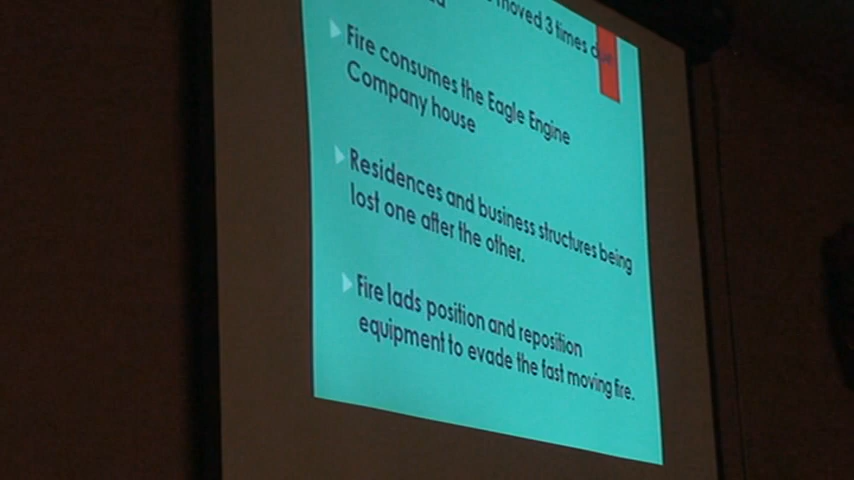 moved 3 times
Fire consumes the Eagle Engine
Company house
Residences and business structures being
lost one after the other.
Fire lads position and reposition
equipment to evade the fast moving fire.